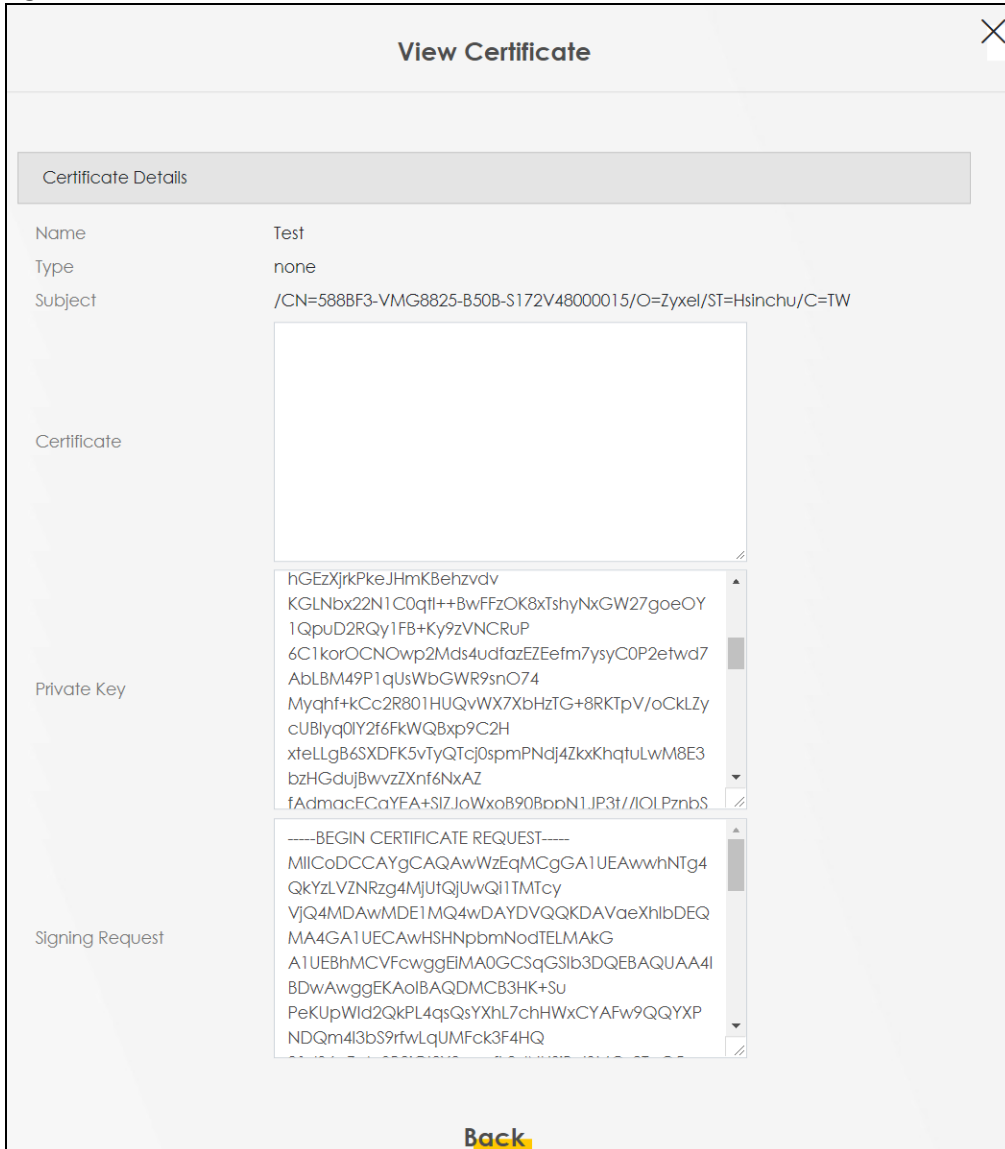 View Certificate
Certificate Details
Name Test
Type none
Subject /CN=588BF3-VMG8825-B50B-S172V48000015/O=Zyxel/ST=Hsinchu/C=TW
Certificate
Private Key
hGEzXjrkPkeJHmKBehzvdv
KGLNbx22N1C0qtI++BwFFzOK8xTshyNxGW27goeOY
1QpuD2RQy1FB+Ky9zVNCRuP
6C1korOCNOwp2Mds4udfazEZEefm7ysyC0P2etwd7
AbLBM49P1qUsWbGWR9snO74
Myqhf+kCc2R801HUQvWX7XbHzTG+8RKTpV/oCkLZy
cUBlyq0lY2f6FkWQBxp9C2H
xteLLgB6SXDFK5vTyQTcj0spmPNdj4ZkxKhqtuLwM8E3
bzHGdujBwvzZXnf6NxAZ
Signing Request
-----BEGIN CERTIFICATE REQUEST-----
MIICoDCCAYgCAQAwWzEqMCgGA1UEAwwhNTg4
QkYzLVZNRzg4MjUtQjUwQi1TMTcy
VjQ4MDAwMDE1MQ4wDAYDVQQKDAVaeXhlbDEQ
MA4GA1UECAwHSHNpbmNodTELMAkG
A1UEBhMCVFcwggEiMA0GCSqGSIb3DQEBAQUAA4I
BDwAwggEKAoIBAQDMCB3HK+Su
PeKUpWld2QkPL4qsQsYXhL7chHWxCYAFw9QQYXP
NDQm4l3bS9rfwLqUMFck3F4HQ
Back